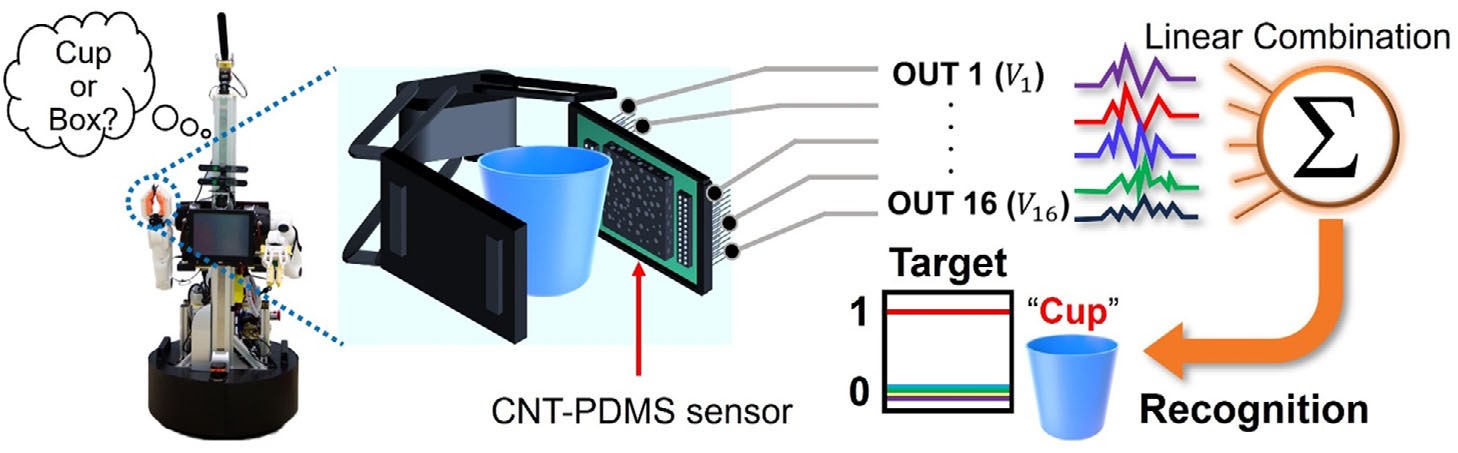 Cup
or
Box?
CNT-PDMS sensor
OUT 1 (V₁)
OUT 16 (V₁₆)
Linear Combination
Σ
Target
1
0
“Cup”
Recognition